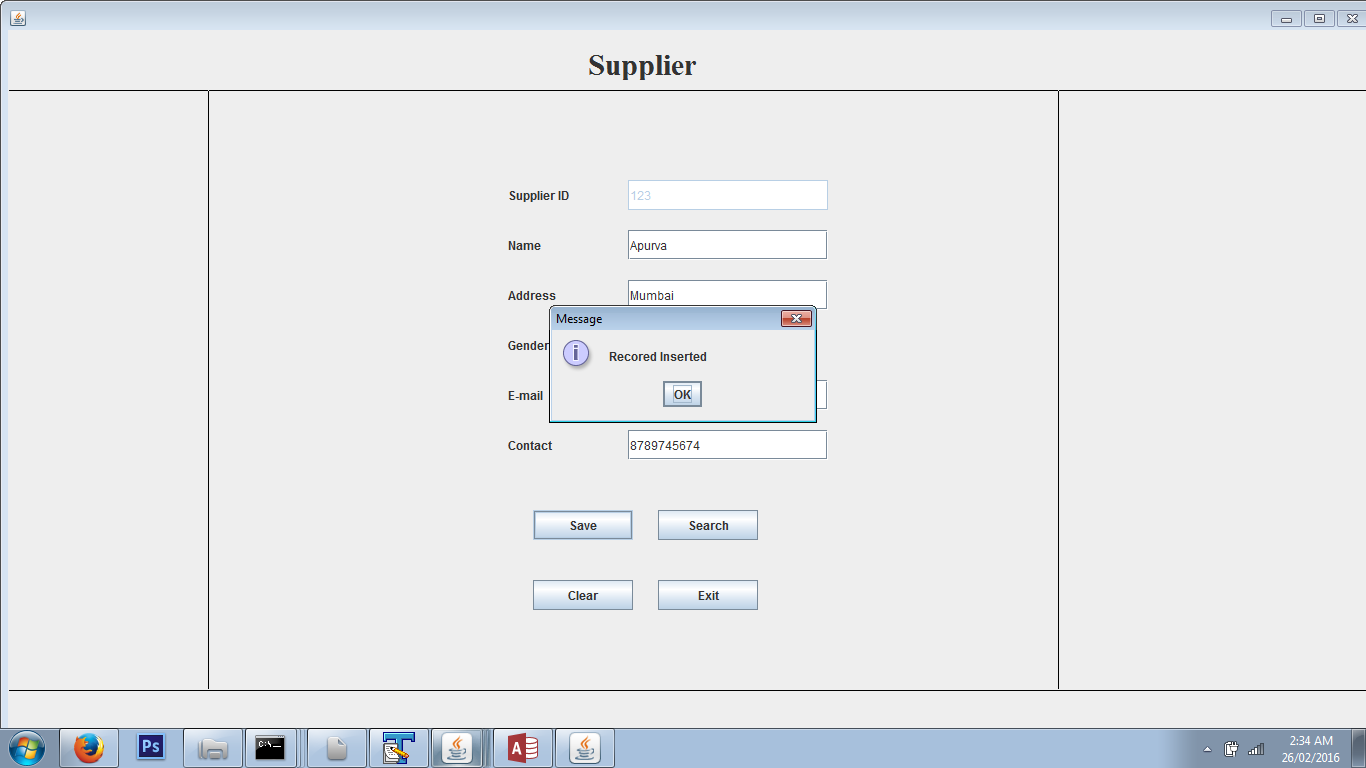 Supplier
Supplier ID 123
Name Apurva
Address Mumbai
Message
Gender
Recored Inserted
OK
E-mail
Contact 8789745674
Save Search
Clear Exit
Ps
C:\>_
A
2:34 AM
26/02/2016